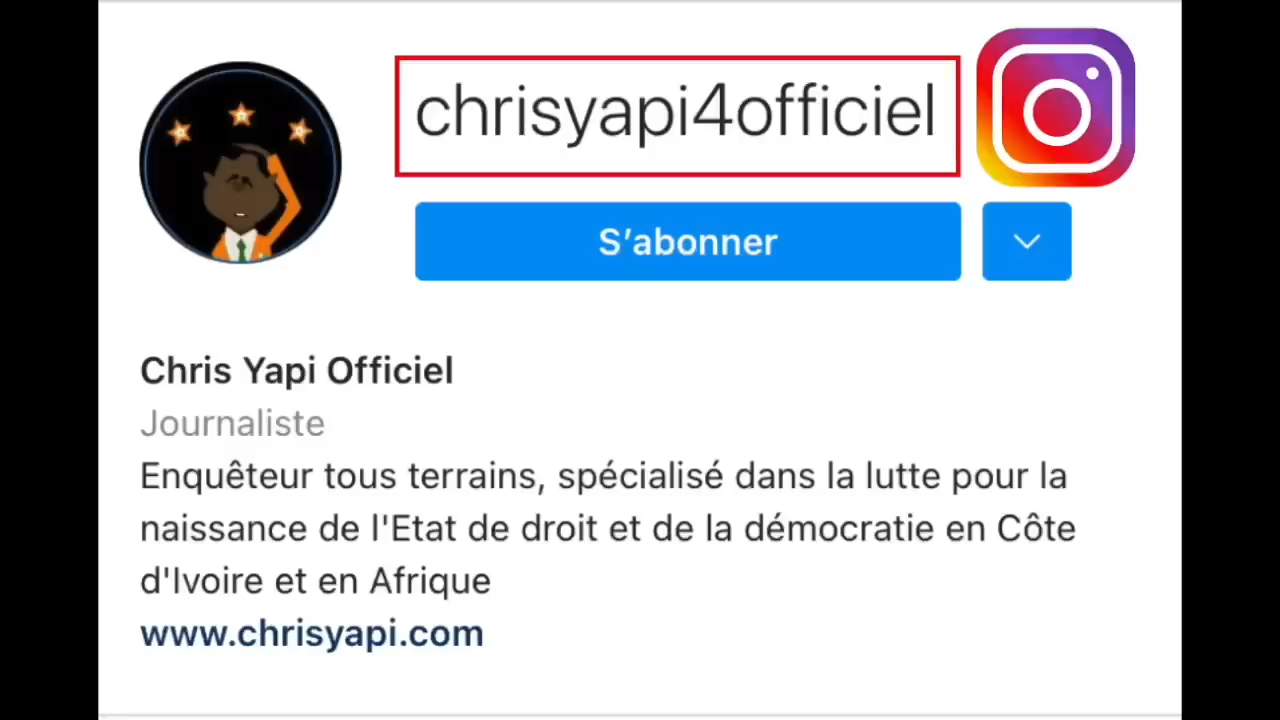 chrisyapi4officiel
S’abonner
Chris Yapi Officiel
Journaliste
Enquêteur tous terrains, spécialisé dans la lutte pour la
naissance de l'Etat de droit et de la démocratie en Côte
d'Ivoire et en Afrique
www.chrisyapi.com